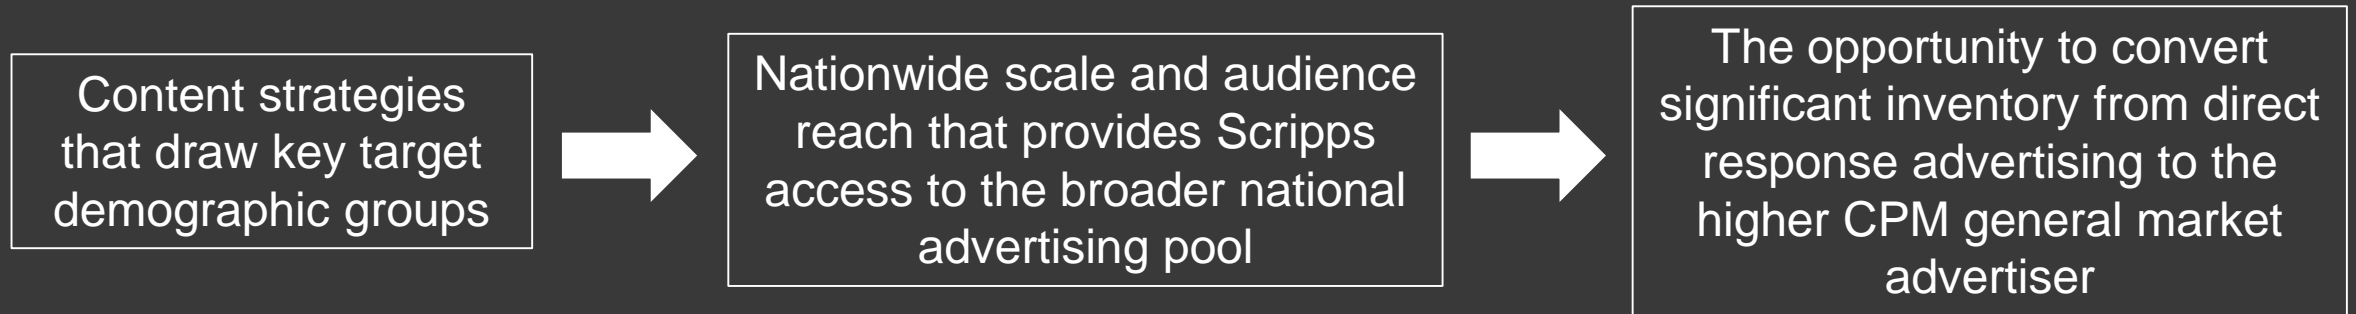 Content strategies
that draw key target
demographic groups
Nationwide scale and audience
reach that provides Scripps
access to the broader national
advertising pool
The opportunity to convert
significant inventory from direct
response advertising to the
higher CPM general market
advertiser